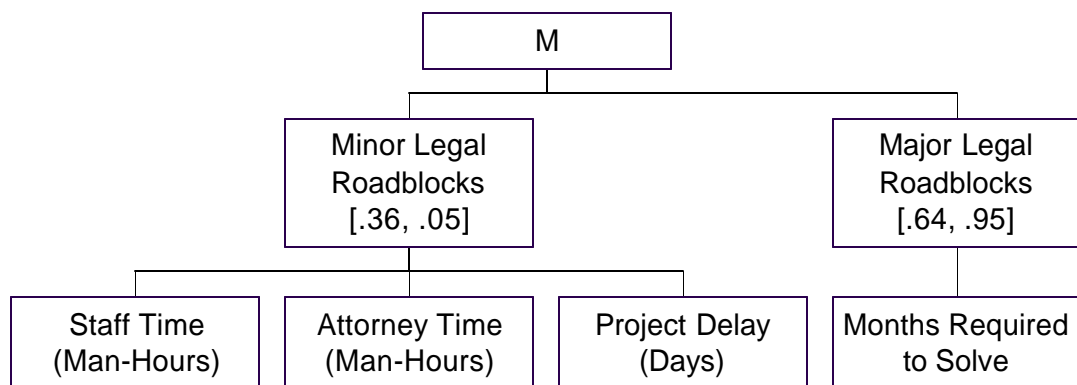 M
Minor Legal
Roadblocks
[.36, .05]
Major Legal
Roadblocks
[.64, .95]
Staff Time
(Man-Hours)
Attorney Time
(Man-Hours)
Project Delay
(Days)
Months Required
to Solve